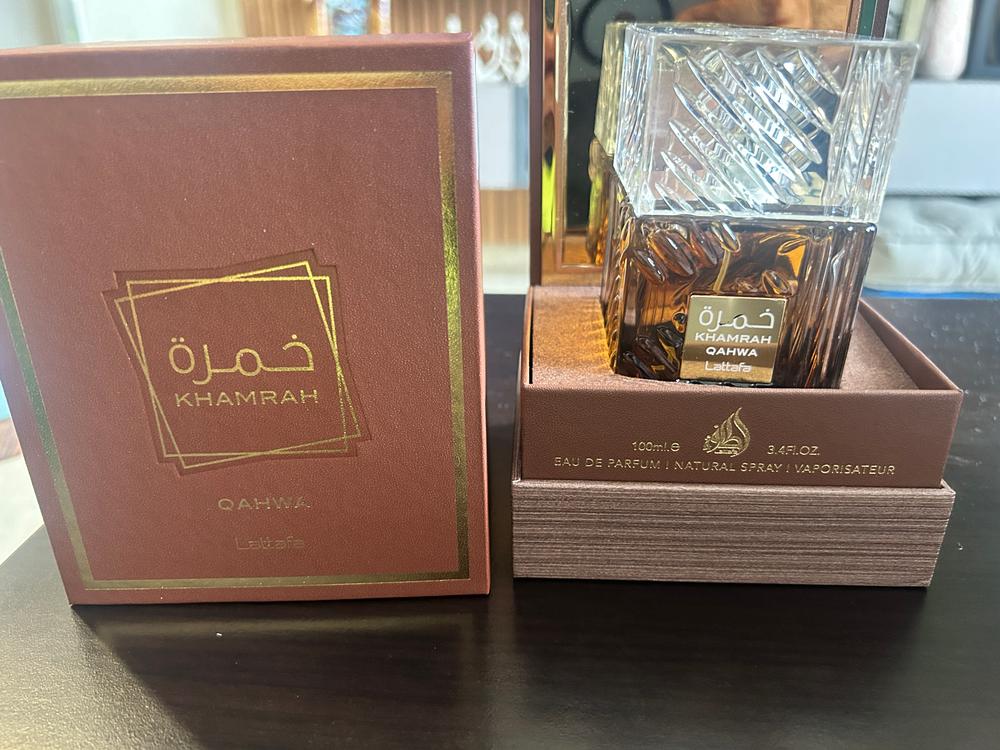 خمرة
KHAMRAH
QAHWA
Lattafa
خمرة
KHAMRAH
QAHWA
Lattafa
100ml.e 3.4Fl.OZ.
EAU DE PARFUM | NATURAL SPRAY | VAPORISATEUR